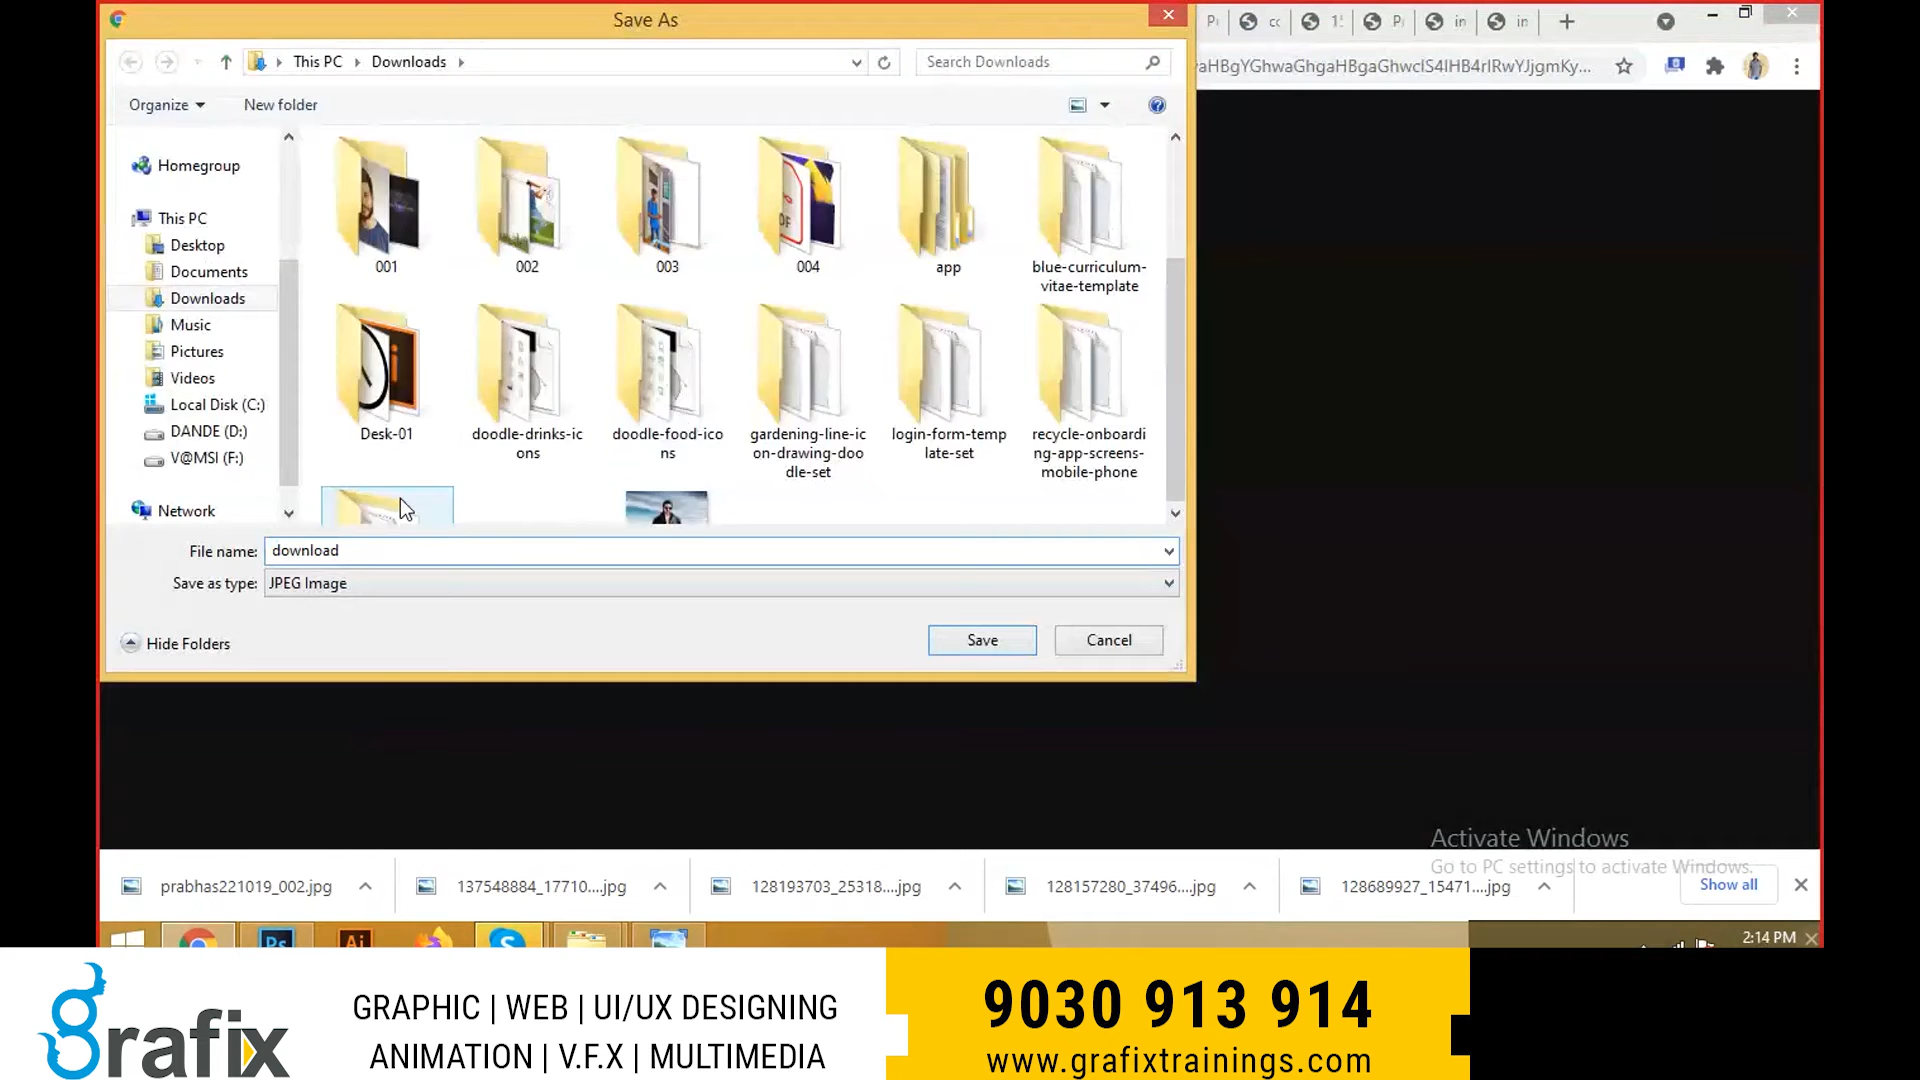 Save As
This PC Downloads
Search Downloads
Organize
New folder
Homegroup
This PC
Desktop
Documents
Downloads
Music
Pictures
Videos
Local Disk (C:)
DANDE (D:)
V@MSI (F:)
Network
001
002
003
004
app
blue-curriculum-
vitae-template
Desk-01
doodle-drinks-ic
ons
doodle-food-ico
ns
gardening-line-ic
on-drawing-doo
dle-set
login-form-temp
late-set
recycle-onboardi
ng-app-screens-
mobile-phone
File name: download
Save as type: JPEG Image
Hide Folders
Save
Cancel
Activate Windows
Go to PC settings to activate Windows.
prabhas221019_002.jpg
137548884_17710....jpg
128193703_25318....jpg
128157280_37496....jpg
128689927_15471....jpg
Show all
Ps
Ai
2:14 PM
grafix
GRAPHIC | WEB | UI/UX DESIGNING
ANIMATION | V.F.X | MULTIMEDIA
9030 913 914
www.grafixtrainings.com